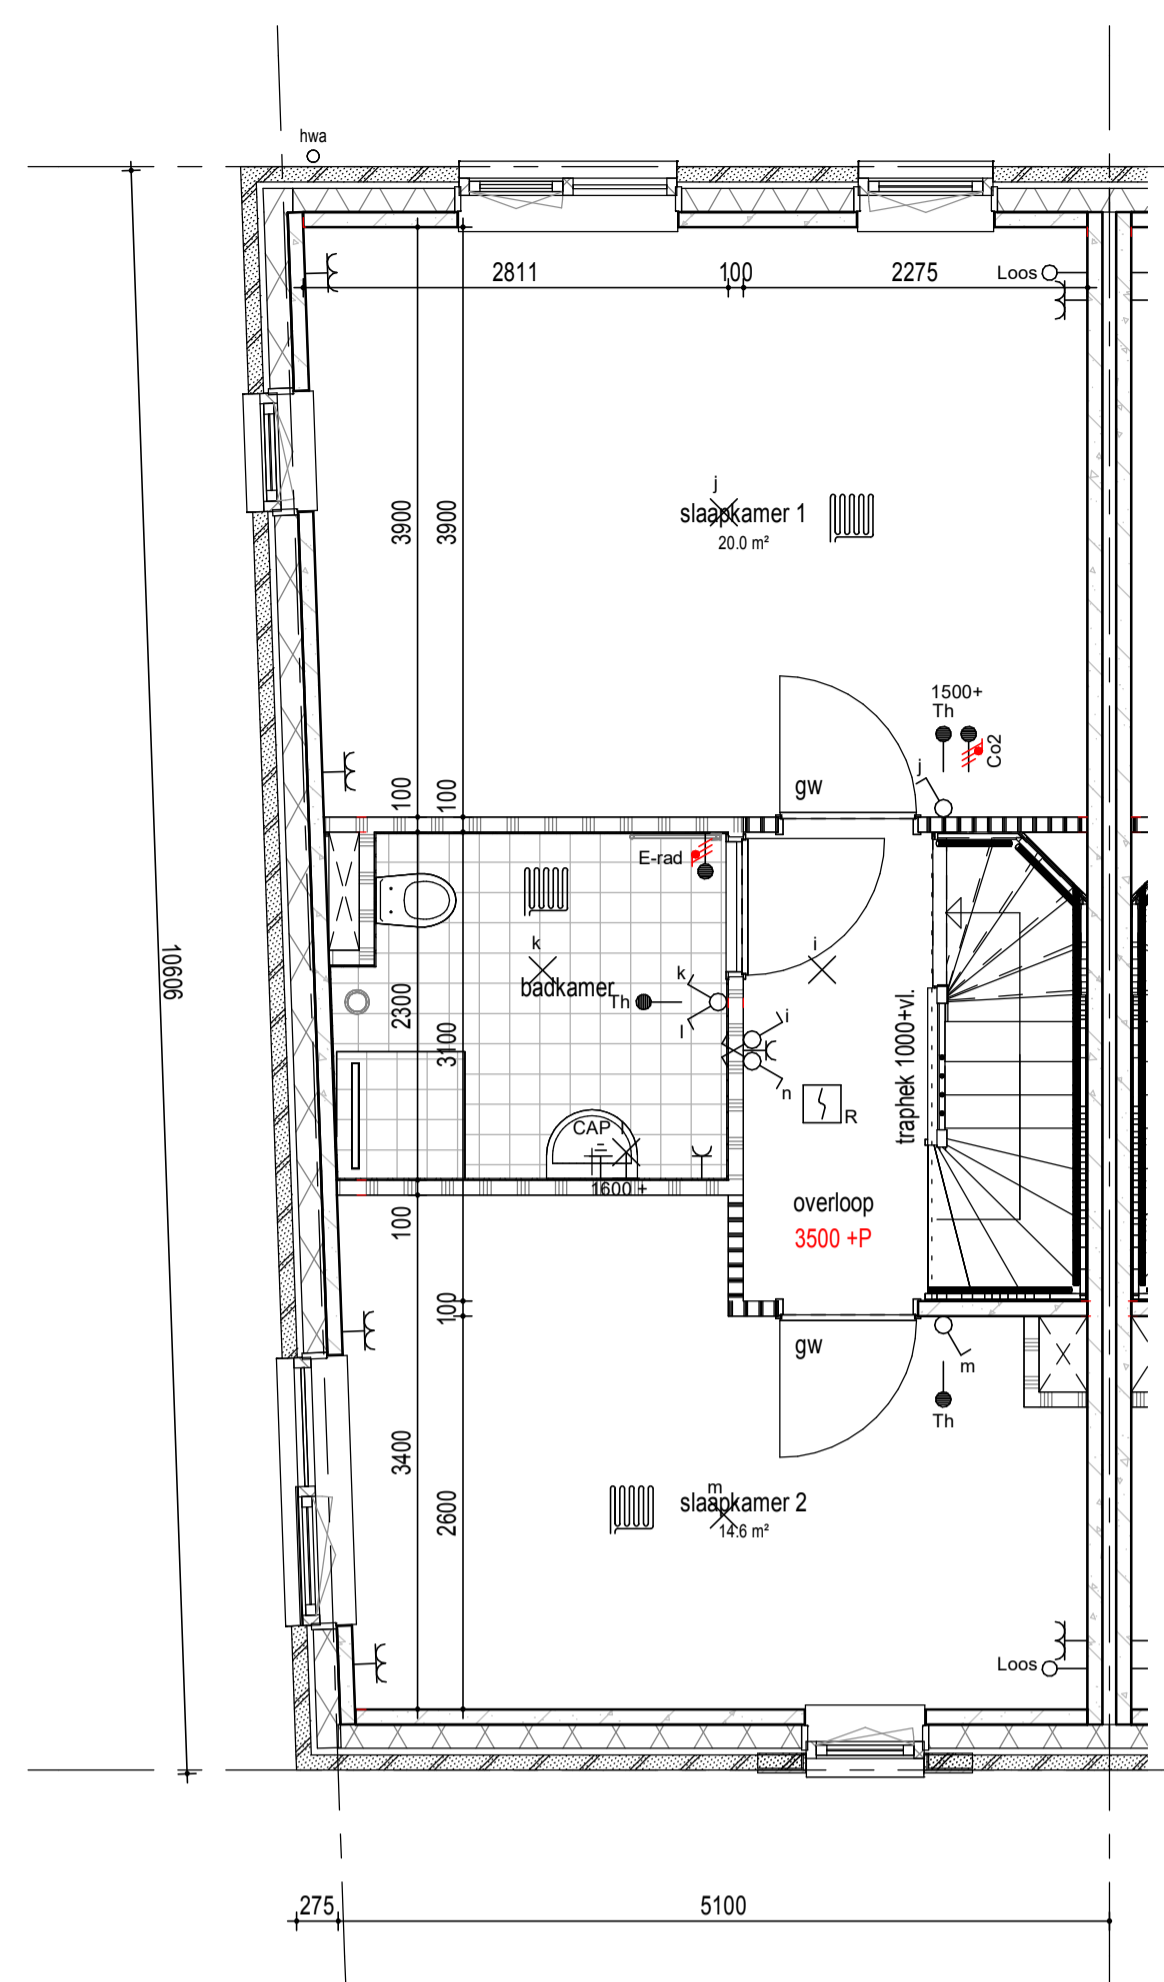 hwa
2811
100
2275
Loos
3900
3900
j
slaapkamer 1
20.0 m²
1500+
Th
Co2
j
gw
100
100
E-rad
k
badkamer
Th
k
l
i
i
n
R
2300
3100
10606
traphek 1000+vl.
CAP l
1600 +
overloop
3500 +P
100
100
gw
m
Th
3400
2600
m
slaapkamer 2
14.6 m²
Loos
275
5100